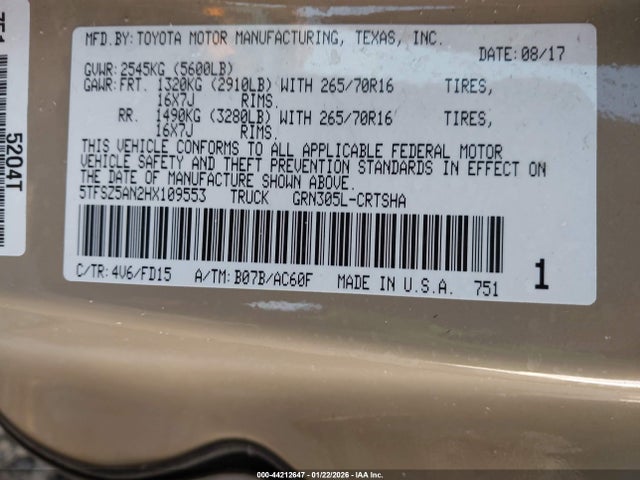 MFD.BY: TOYOTA MOTOR MANUFACTURING, TEXAS, INC.
DATE: 08/17
GVWR: 2545KG (5600LB)
GAWR: FRT. 1320KG (2910LB) WITH 265/70R16 TIRES,
16X7J RIMS.
RR. 1490KG (3280LB) WITH 265/70R16 TIRES,
16X7J RIMS.
THIS VEHICLE CONFORMS TO ALL APPLICABLE FEDERAL MOTOR
VEHICLE SAFETY AND THEFT PREVENTION STANDARDS IN EFFECT ON
THE DATE OF MANUFACTURE SHOWN ABOVE.
5TFSZ5AN2HX109553 TRUCK GRN305L-CRTSHA
C/TR: 4V6/FD15 A/TM: B07B/AC60F MADE IN U.S.A. 751
1
5204T
000-44212647 - 01/22/2026 - IAA Inc.